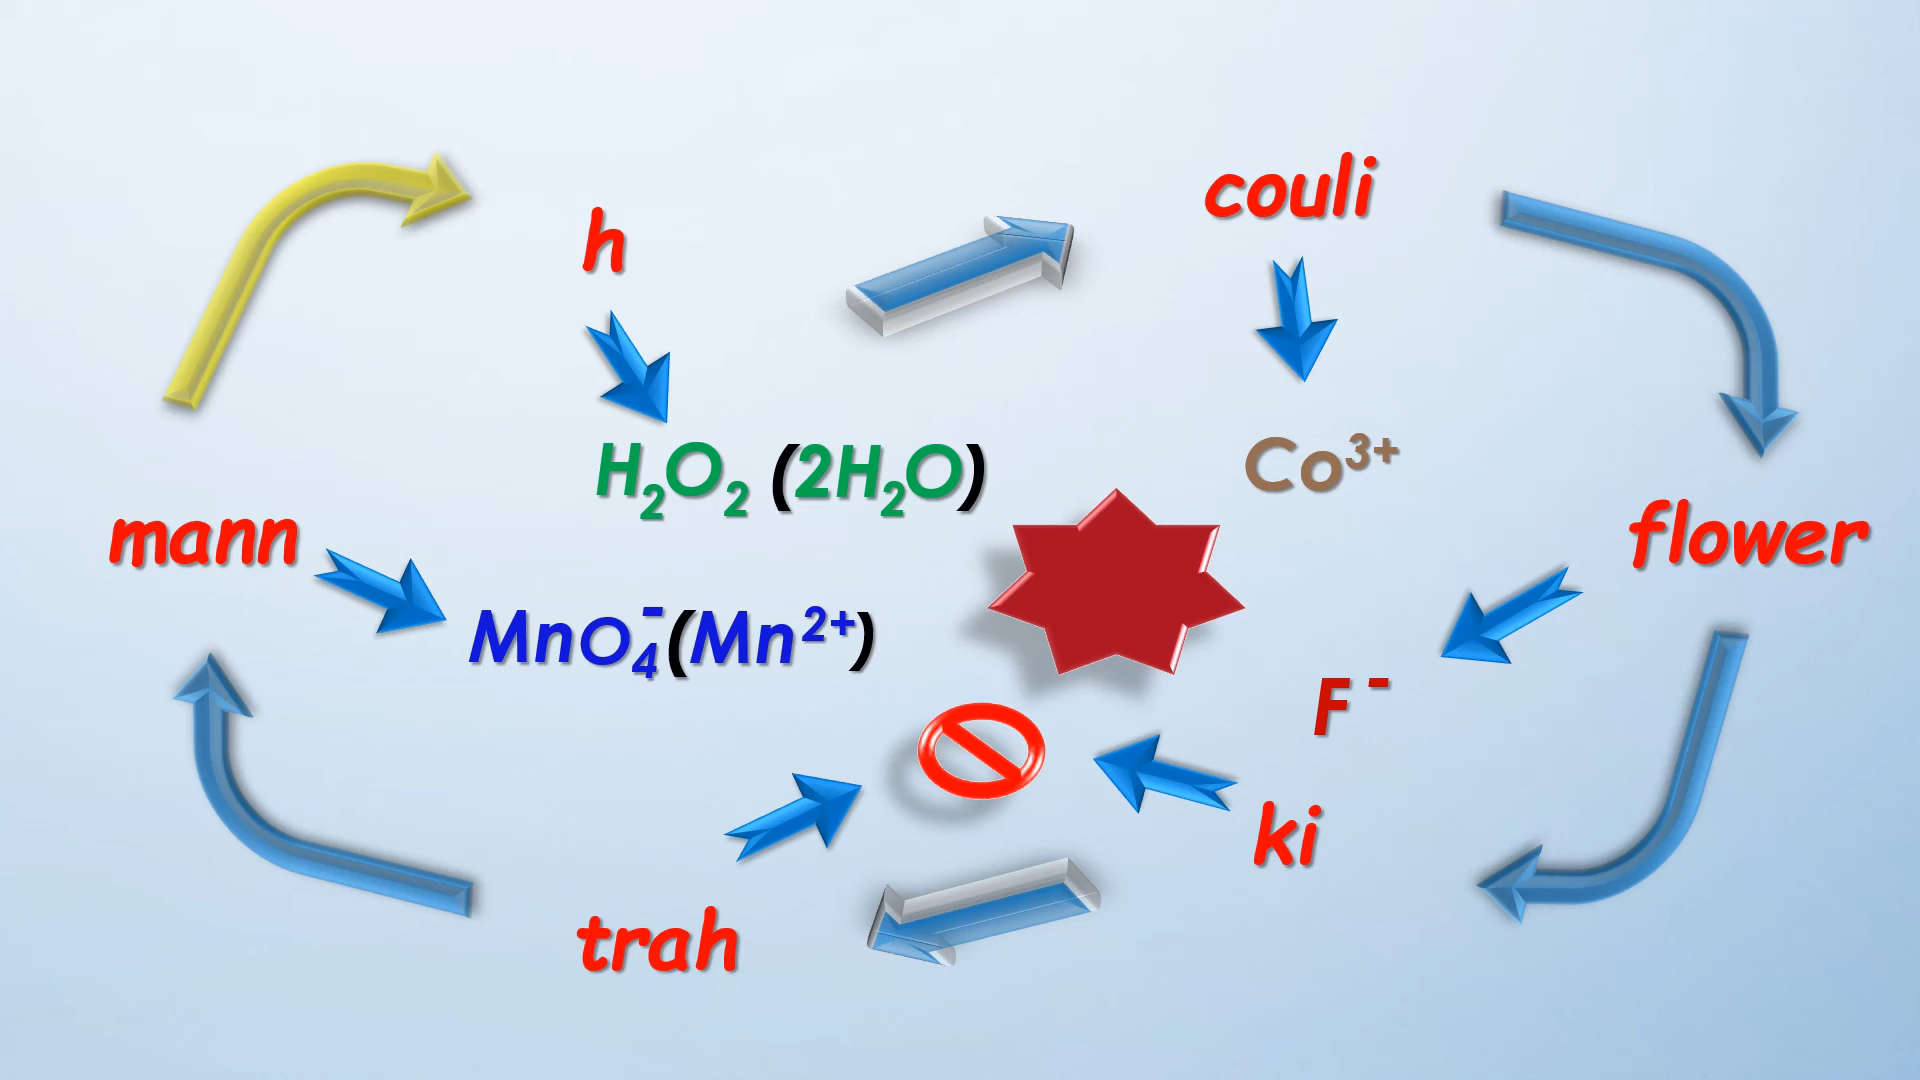 couli
h
H₂O₂ (2H₂O)
Co³⁺
mann
flower
MnO₄⁻(Mn²⁺)
F⁻
ki
trah